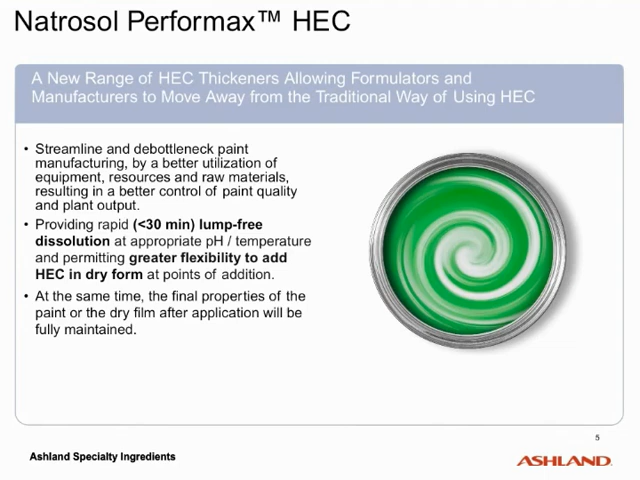 Natrosol Performax™ HEC
A New Range of HEC Thickeners Allowing Formulators and
Manufacturers to Move Away from the Traditional Way of Using HEC
• Streamline and debottleneck paint
manufacturing, by a better utilization of
equipment, resources and raw materials,
resulting in a better control of paint quality
and plant output.
• Providing rapid (<30 min) lump-free
dissolution at appropriate pH / temperature
and permitting greater flexibility to add
HEC in dry form at points of addition.
• At the same time, the final properties of the
paint or the dry film after application will be
fully maintained.
5
Ashland Specialty Ingredients
ASHLAND.